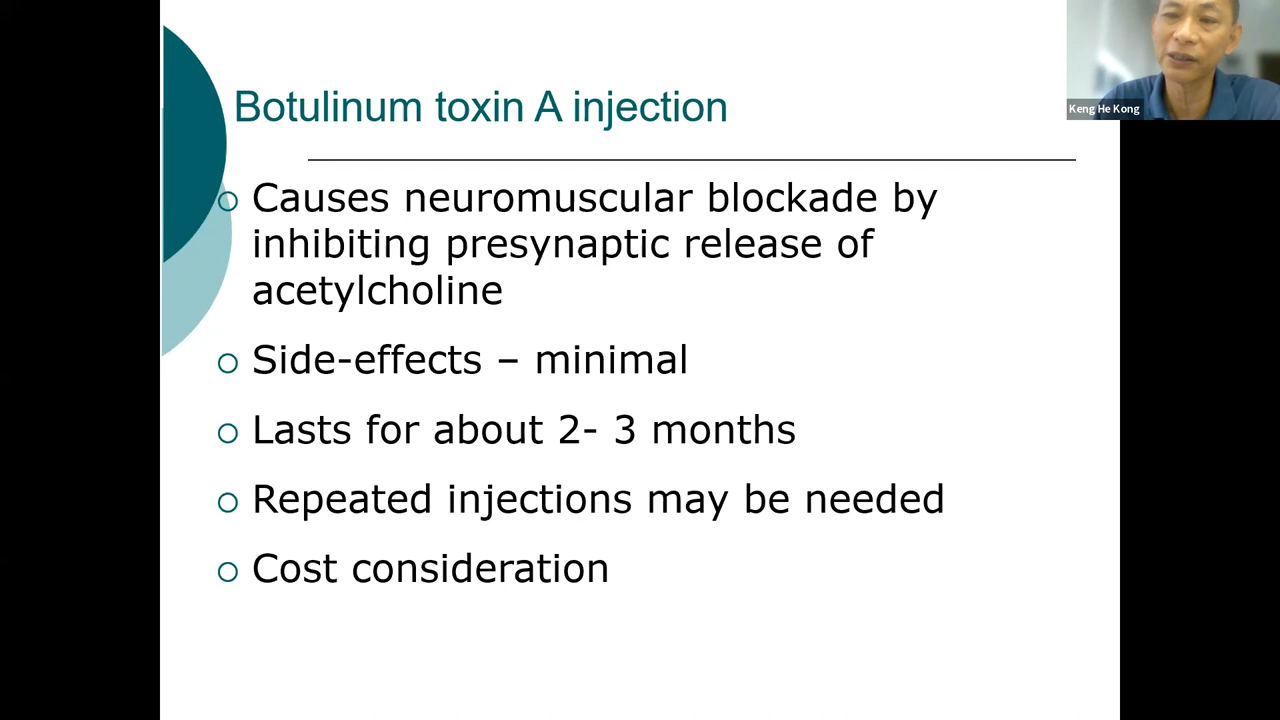 Botulinum toxin A injection
Keng He Kong
Causes neuromuscular blockade by
inhibiting presynaptic release of
acetylcholine
Side-effects – minimal
Lasts for about 2- 3 months
Repeated injections may be needed
Cost consideration